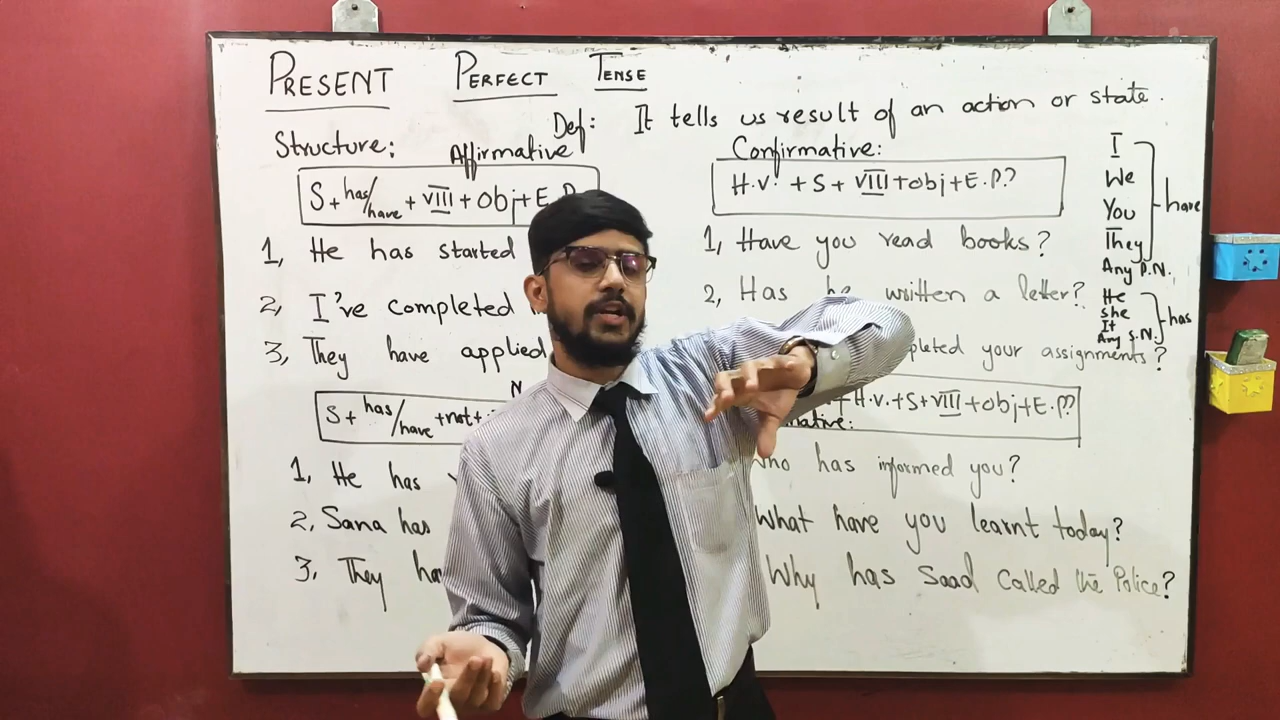 PRESENT PERFECT TENSE
Def: It tells us result of an action or state.
Structure: Affirmative
S + has/have + VIII + Obj + E.P.
1, He has started
2, I've completed
3, They have applied
S + has/have + not +
1, He has
2, Sana has
3, They
Confirmative:
H.V. + S + VIII + obj + E.P.?
1, Have you read books?
2, Has he written a letter?
your assignments?
H.V. + S + VIII + obj + E.P.?
Who has informed you?
What have you learnt today?
Why has Saad called the Police?
I
We
You
They
Any P.N.
have
He
She
It
Any S.N.
has